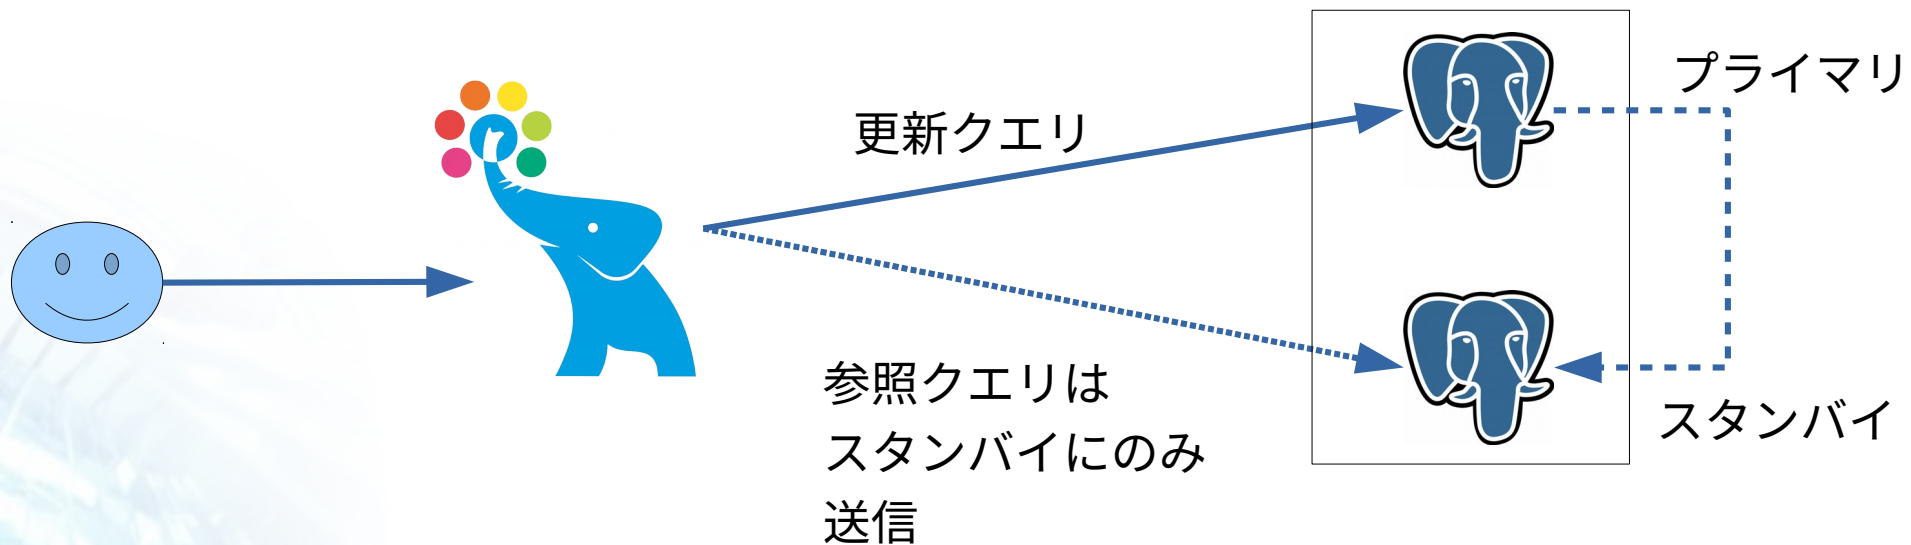 プライマリ
更新クエリ
参照クエリは
スタンバイにのみ
送信
スタンバイ